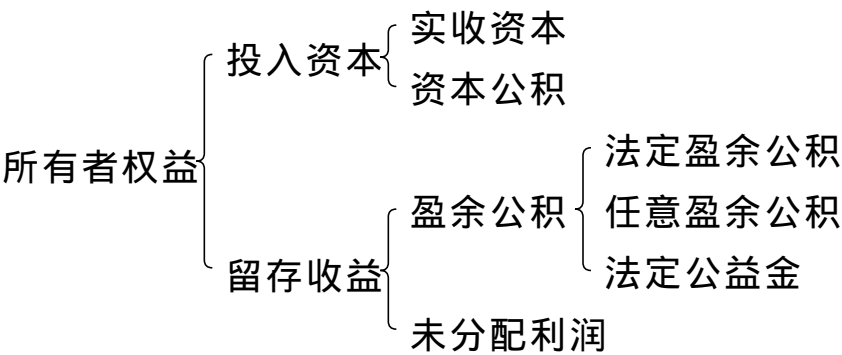 所有者权益
投入资本
实收资本
资本公积
留存收益
盈余公积
法定盈余公积
任意盈余公积
法定公益金
未分配利润